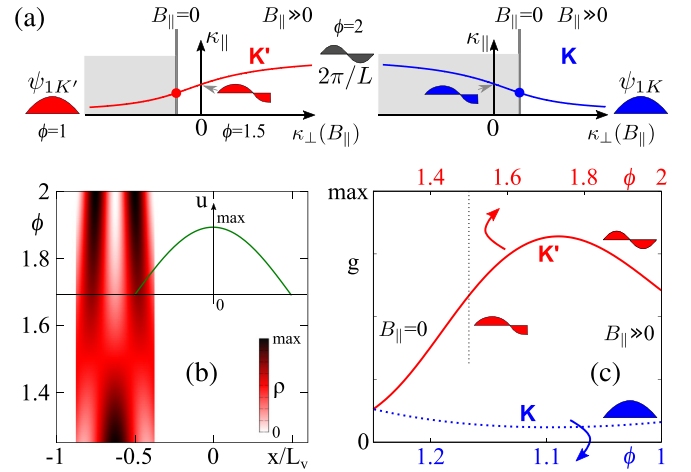 (a)
B∥=0 B∥≫0 ϕ=2 B∥=0 B∥≫0
κ∥ K' κ∥ K
ψ1K' 2π/L ψ1K
ϕ=1 0 ϕ=1.5 κ⊥(B∥) 0 κ⊥(B∥)
2 u max 1.4 1.6 ϕ 2
ϕ max
1.8 g K'
0
1.6 B∥=0 B∥≫0
max
1.4 (b) ρ K (c)
0 0
-1 -0.5 0 x/Lv 1.2 1.1 ϕ 1